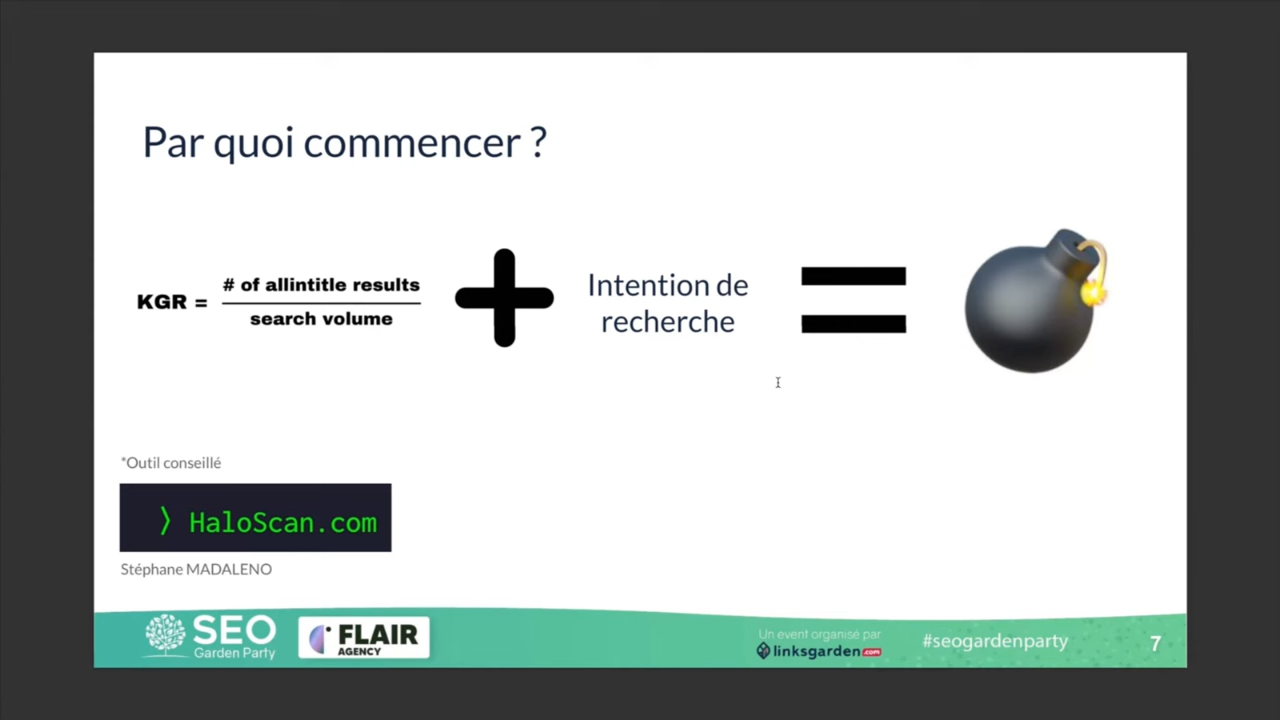 Par quoi commencer ?
KGR =
# of allintitle results
search volume
Intention de
recherche
*Outil conseillé
〉HaloScan.com
Stéphane MADALENO
SEO
Garden Party
FLAIR
AGENCY
Un event organisé par
linksgarden.com
#seogardenparty
7